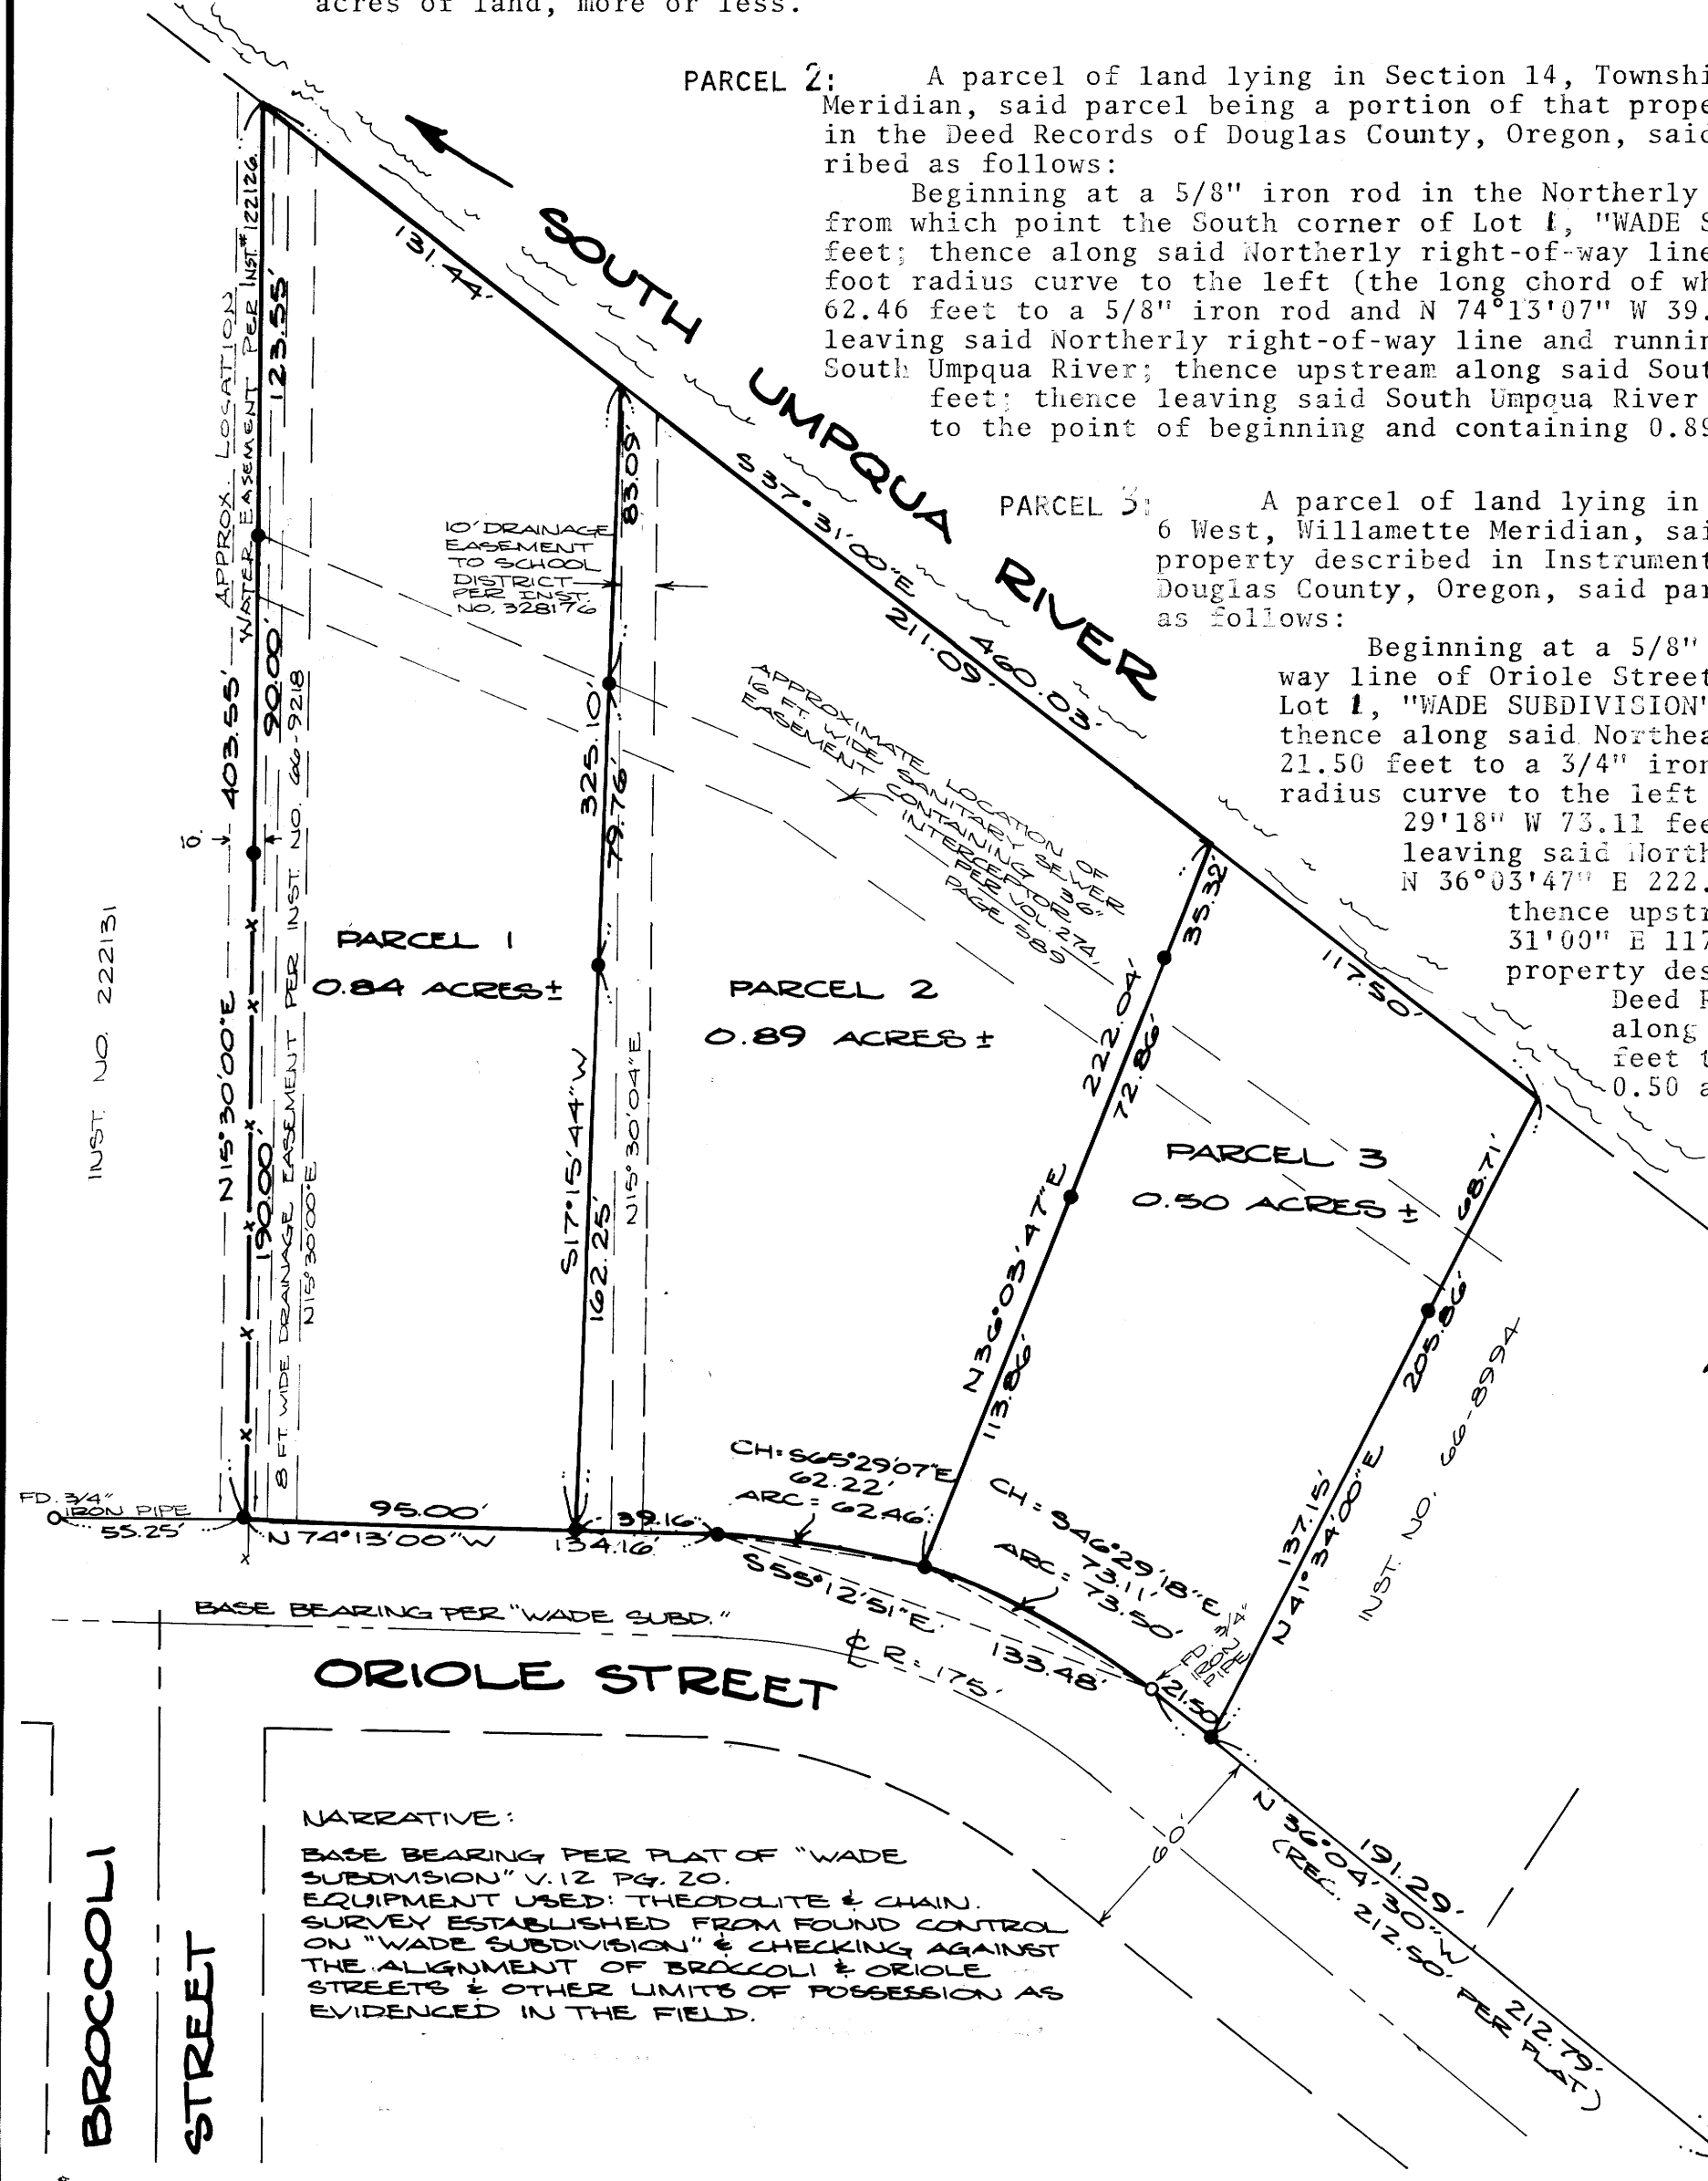 acres of land, more or less.
PARCEL 2:
A parcel of land lying in Section 14, Townshi
Meridian, said parcel being a portion of that prope
in the Deed Records of Douglas County, Oregon, said
ribed as follows:
Beginning at a 5/8" iron rod in the Northerly
from which point the South corner of Lot 1, "WADE S
feet; thence along said Northerly right-of-way line
foot radius curve to the left (the long chord of wh
62.46 feet to a 5/8" iron rod and N 74°13'07" W 39.
leaving said Northerly right-of-way line and runnin
South Umpqua River; thence upstream along said Sout
feet; thence leaving said South Umpqua River
to the point of beginning and containing 0.89
PARCEL 3:
A parcel of land lying in
6 West, Willamette Meridian, sai
property described in Instrument
Douglas County, Oregon, said par
as follows:
Beginning at a 5/8"
way line of Oriole Street
Lot 1, "WADE SUBDIVISION"
thence along said Northea
21.50 feet to a 3/4" iron
radius curve to the left
29'18" W 73.11 fee
leaving said North
N 36°03'47" E 222.
thence upstr
31'00" E 117
property des
Deed R
along
feet t
0.50 a
SOUTH UMPQUA RIVER
131.44'
S 37°31'00"E 460.03'
211.09'
117.50'
APPROX. LOCATION
WATER EASEMENT PER INST.# 122126.
123.55'
90.00'
190.00'
N15°30'00"E 403.55'
10'
8 FT. WIDE DRAINAGE EASEMENT PER INST. NO. 66-9218
N15°30'00"E
INST. NO. 222131
10' DRAINAGE
EASEMENT
TO SCHOOL
DISTRICT
PER INST.
NO. 328176
83.09'
325.10'
79.76'
S17°15'44"W
162.25'
N15°30'04"E
APPROXIMATE LOCATION OF
16 FT. WIDE SANITARY SEWER
EASEMENT CONTAINING 36"
INTERCEPTOR
PER VOL. 274,
PAGE 589
PARCEL 1
0.84 ACRES±
PARCEL 2
0.89 ACRES ±
PARCEL 3
0.50 ACRES ±
35.32'
222.04'
72.86'
N36°03'47"E
113.86'
68.71'
205.86'
137.15'
N 41°34'00"E
INST. NO. 66-8994
CH= S65°29'07"E
62.22'
ARC= 62.46'
CH = S46°29'18"E
73.11'
ARC= 73.50'
FD. 3/4"
IRON PIPE
55.25'
95.00'
N 74°13'00"W
39.16'
134.16'
S55°12'51"E 133.48'
FD. 3/4"
IRON
PIPE
21.50'
BASE BEARING PER "WADE SUBD."
℄ R = 175'
ORIOLE STREET
60'
191.29'
N 36°04'30"W 212.79'
(REC. 212.50' PER PLAT)
BROCCOLI
STREET
NARRATIVE:
BASE BEARING PER PLAT OF "WADE
SUBDIVISION" V.12 PG. 20.
EQUIPMENT USED: THEODOLITE & CHAIN.
SURVEY ESTABLISHED FROM FOUND CONTROL
ON "WADE SUBDIVISION" & CHECKING AGAINST
THE ALIGNMENT OF BROCCOLI & ORIOLE
STREETS & OTHER LIMITS OF POSSESSION AS
EVIDENCED IN THE FIELD.